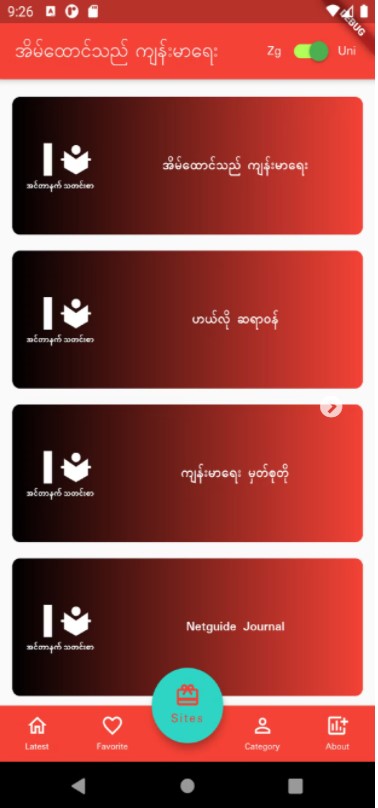 9:26
DEBUG
အိမ်ထောင်သည် ကျန်းမာရေး
Zg
Uni
အင်တာနက် သတင်းစာ
အိမ်ထောင်သည် ကျန်းမာရေး
အင်တာနက် သတင်းစာ
ဟယ်လို ဆရာဝန်
အင်တာနက် သတင်းစာ
ကျန်းမာရေး မှတ်စုတို
အင်တာနက် သတင်းစာ
Netguide Journal
Latest
Favorite
Sites
Category
About